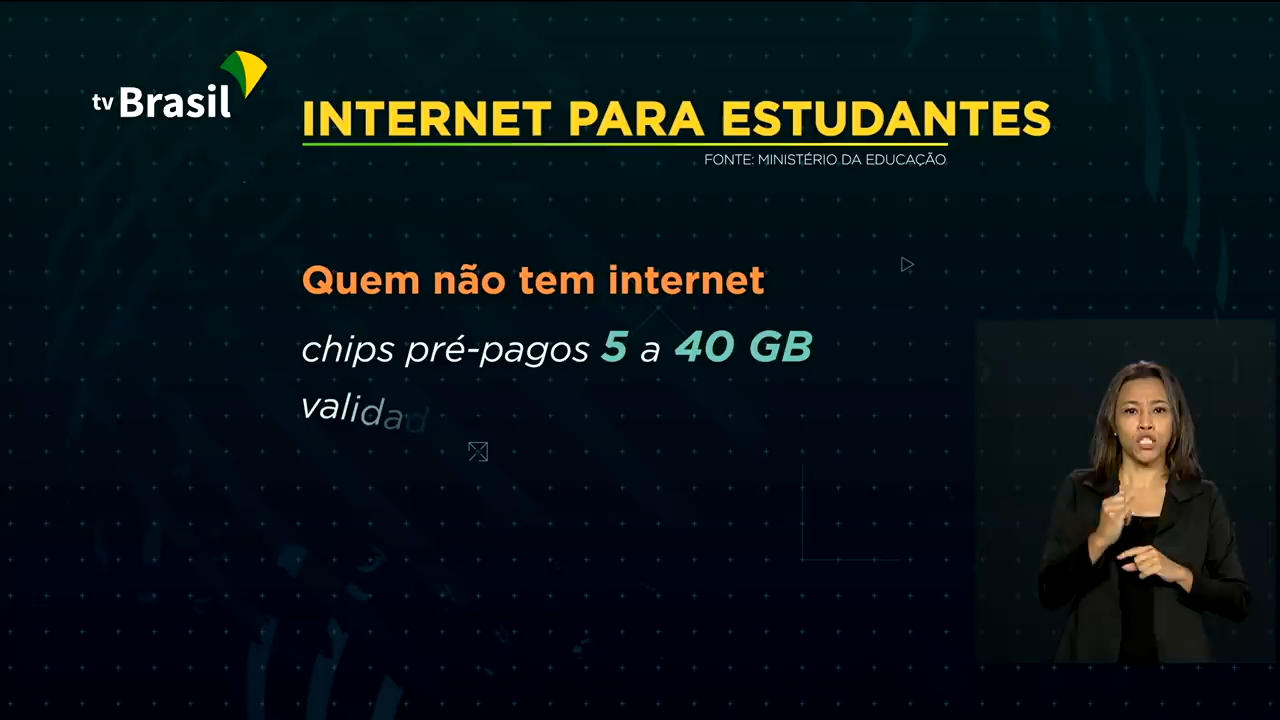 tv Brasil
INTERNET PARA ESTUDANTES
FONTE: MINISTÉRIO DA EDUCAÇÃO
Quem não tem internet
chips pré-pagos 5 a 40 GB
validad